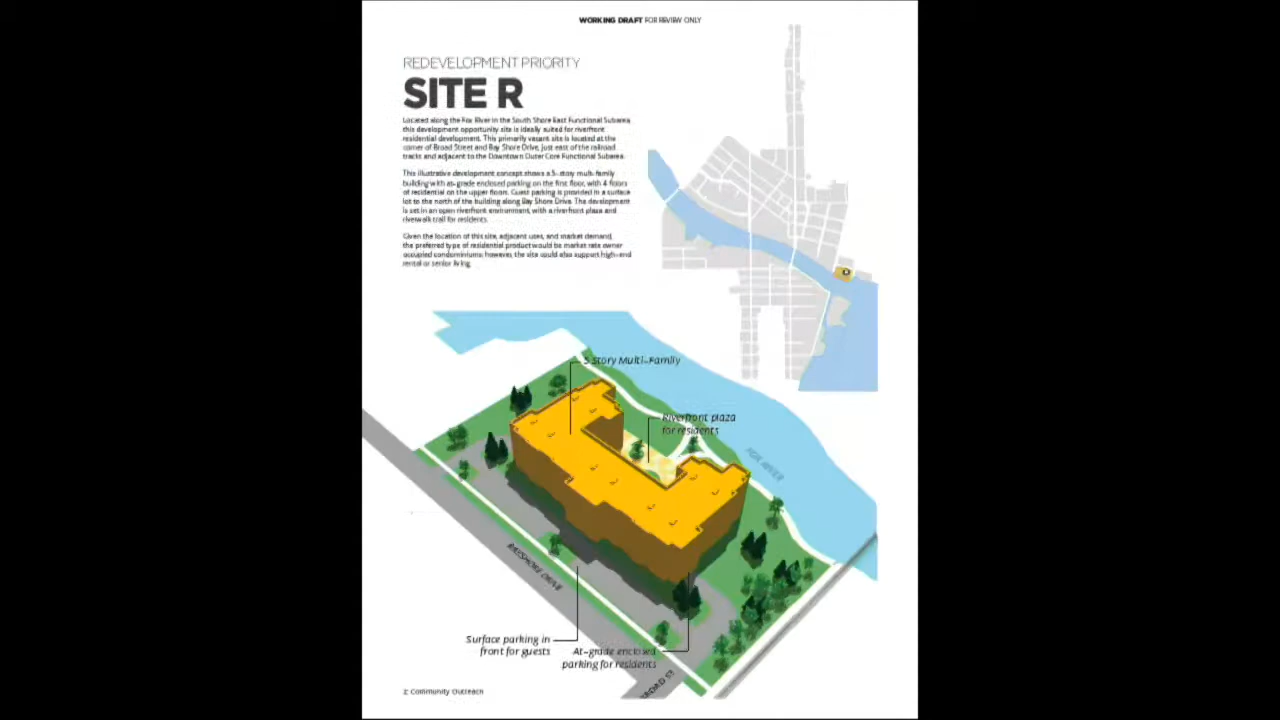 WORKING DRAFT FOR REVIEW ONLY
REDEVELOPMENT PRIORITY
SITE R
Located along the Fox River in the South Shore East Functional Subarea
this development opportunity site is ideally suited for riverfront
residential development. This primarily vacant site is located at the
corner of Broad Street and Bay Shore Drive, just east of the railroad
tracks and adjacent to the Downtown Outer Core Functional Subarea.
This illustrative development concept shows a 5-story multi-family
building with at-grade enclosed parking on the first floor, with 4 floors
of residential on the upper floors. Guest parking is provided in a surface
lot to the north of the building along Bay Shore Drive. The development
is set in an open riverfront environment, with a riverfront plaza and
riverwalk trail for residents.
Given the location of this site, adjacent uses, and market demand,
the preferred type of residential product would be market rate owner
occupied condominiums; however, the site could also support high-end
rental or senior living.
5 story Multi-Family
Riverfront plaza
for residents
FOX RIVER
BAYSHORE DRIVE
Surface parking in
front for guests
At-grade enclosed
parking for residents
BROAD ST
2: Community Outreach